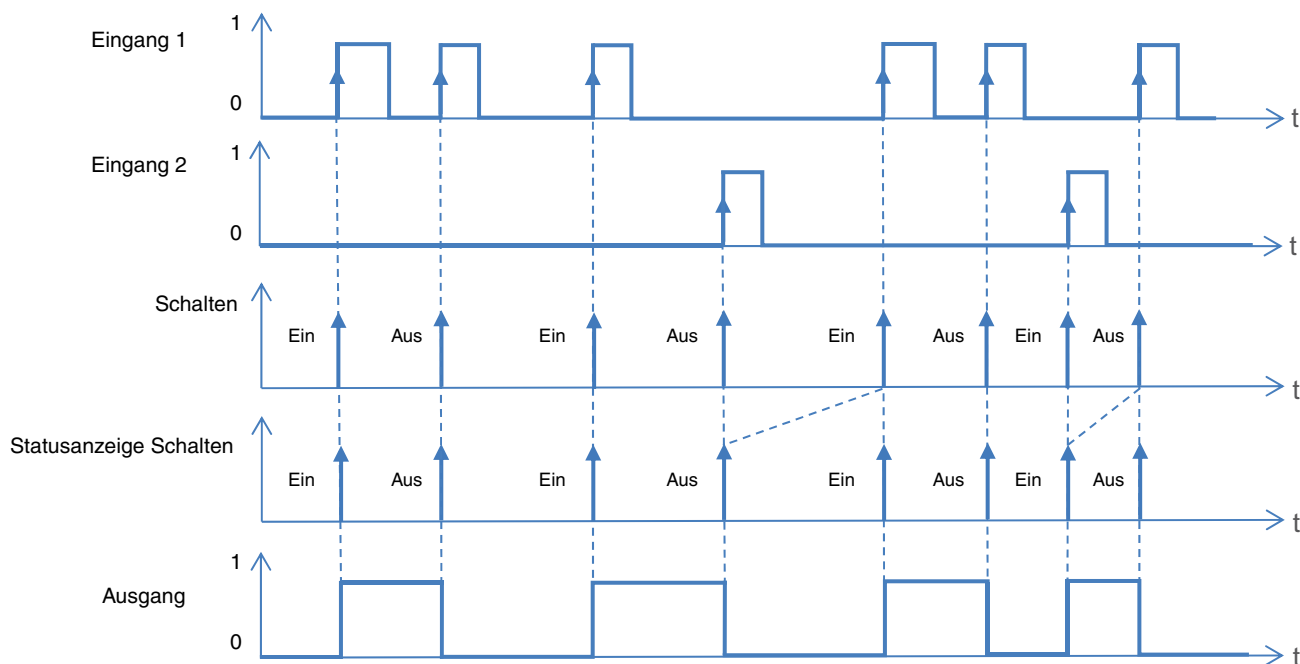 1
Eingang 1
0
t
1
Eingang 2
0
t
Schalten
Ein Aus Ein Aus Ein Aus Ein Aus
t
Statusanzeige Schalten
Ein Aus Ein Aus Ein Aus Ein Aus
t
1
Ausgang
0
t